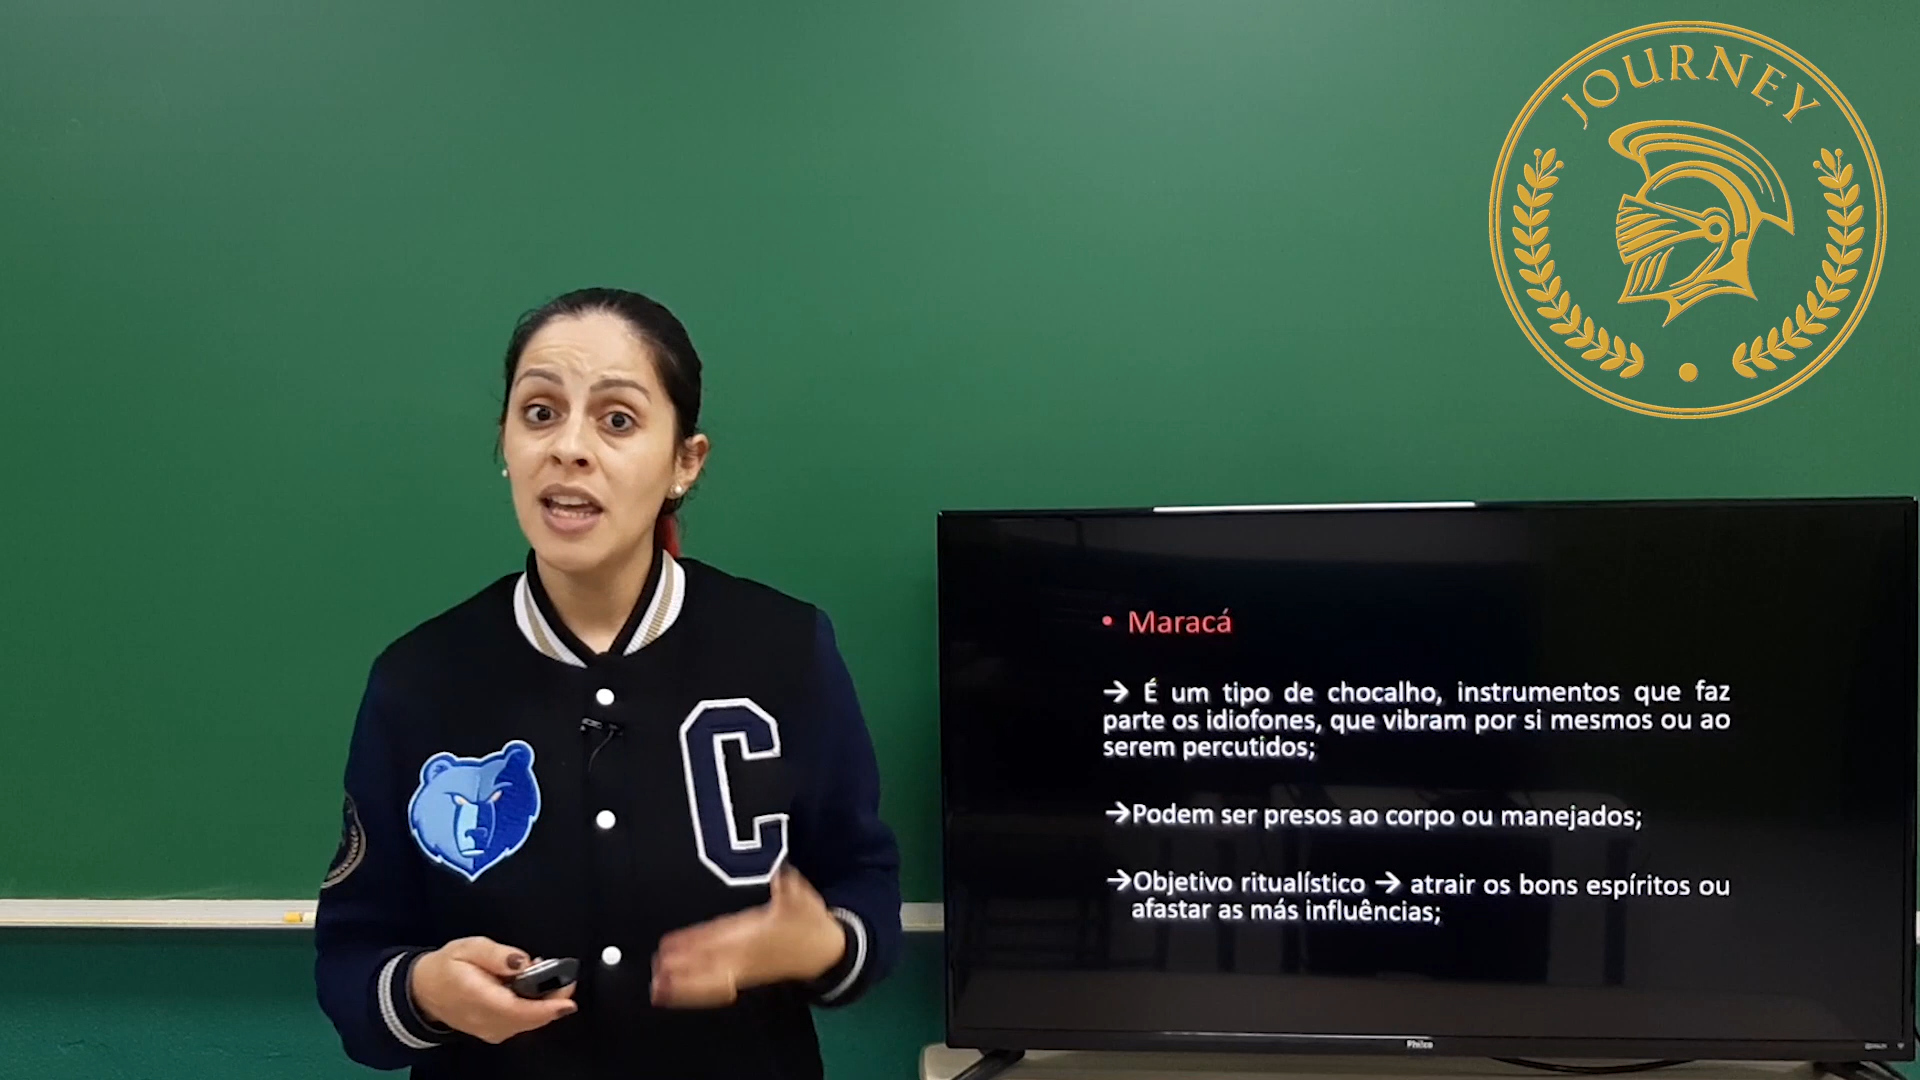 JOURNEY
C
• Maracá
→ É um tipo de chocalho, instrumentos que faz
parte os idiofones, que vibram por si mesmos ou ao
serem percutidos;
→Podem ser presos ao corpo ou manejados;
→Objetivo ritualístico → atrair os bons espíritos ou
afastar as más influências;
Philco